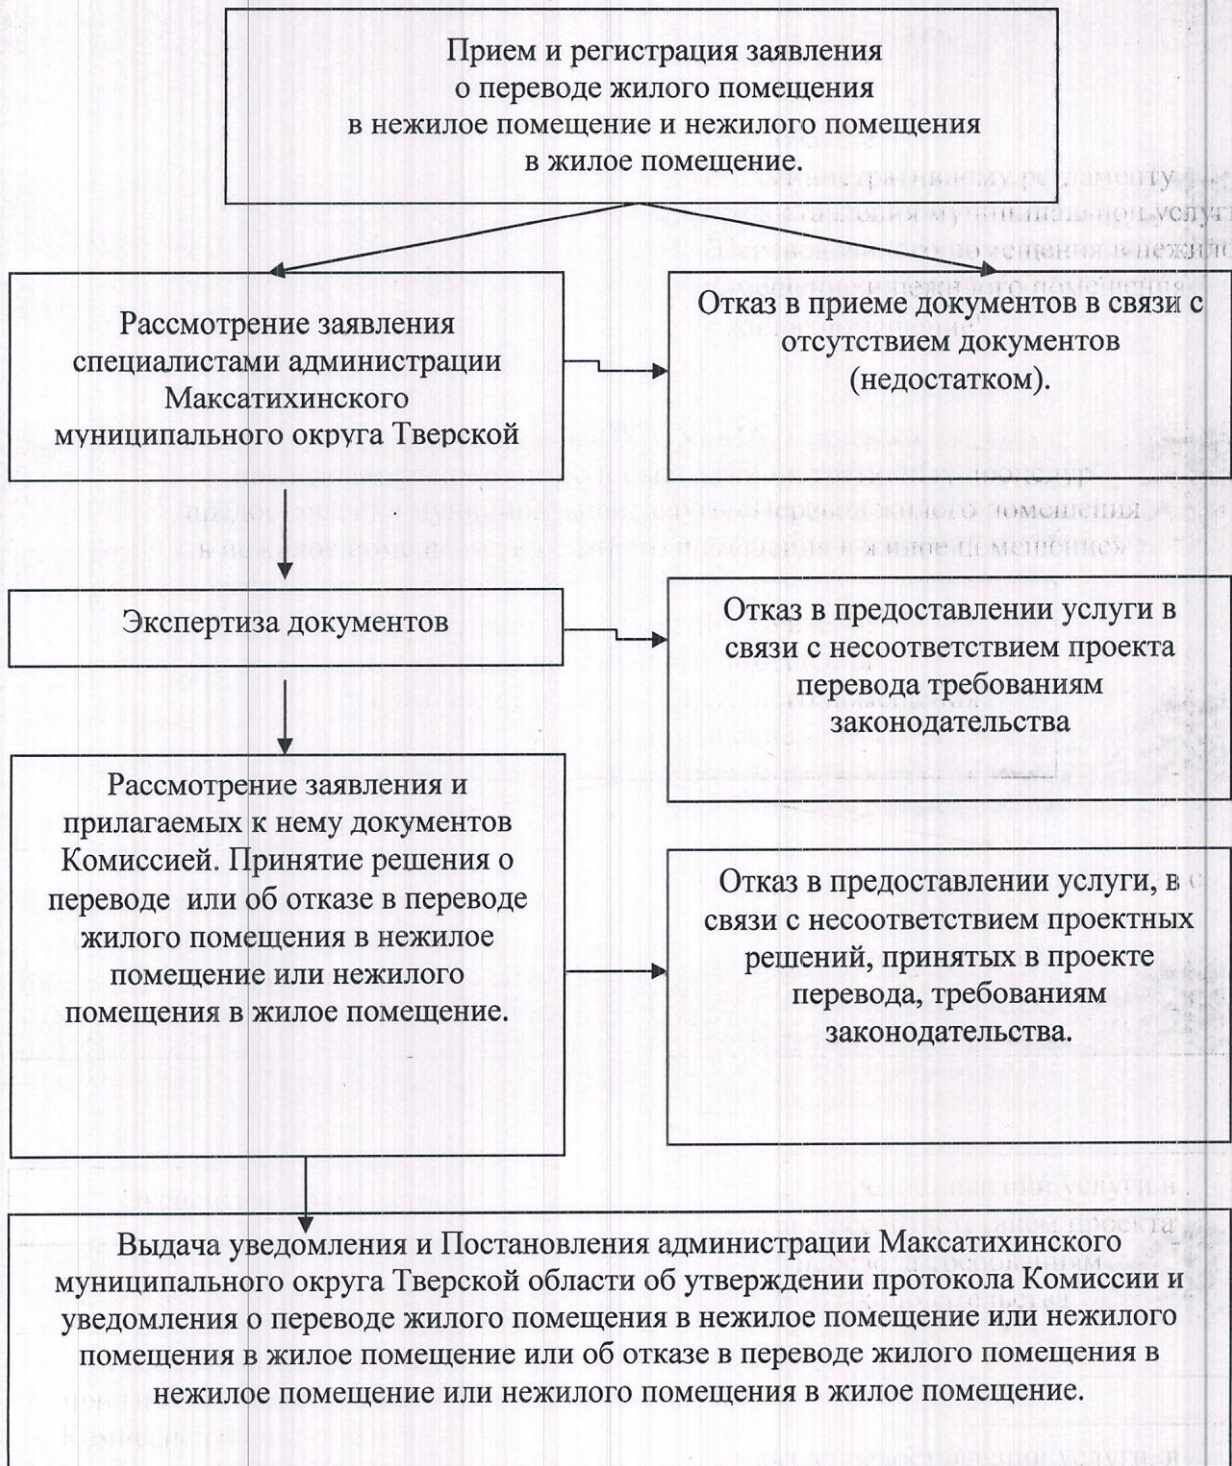 Прием и регистрация заявления
о переводе жилого помещения
в нежилое помещение и нежилого помещения
в жилое помещение.
Рассмотрение заявления
специалистами администрации
Максатихинского
муниципального округа Тверской
Отказ в приеме документов в связи с
отсутствием документов
(недостатком).
Экспертиза документов
Отказ в предоставлении услуги в
связи с несоответствием проекта
перевода требованиям
законодательства
Рассмотрение заявления и
прилагаемых к нему документов
Комиссией. Принятие решения о
переводе или об отказе в переводе
жилого помещения в нежилое
помещение или нежилого
помещения в жилое помещение.
Отказ в предоставлении услуги, в
связи с несоответствием проектных
решений, принятых в проекте
перевода, требованиям
законодательства.
Выдача уведомления и Постановления администрации Максатихинского
муниципального округа Тверской области об утверждении протокола Комиссии и
уведомления о переводе жилого помещения в нежилое помещение или нежилого
помещения в жилое помещение или об отказе в переводе жилого помещения в
нежилое помещение или нежилого помещения в жилое помещение.